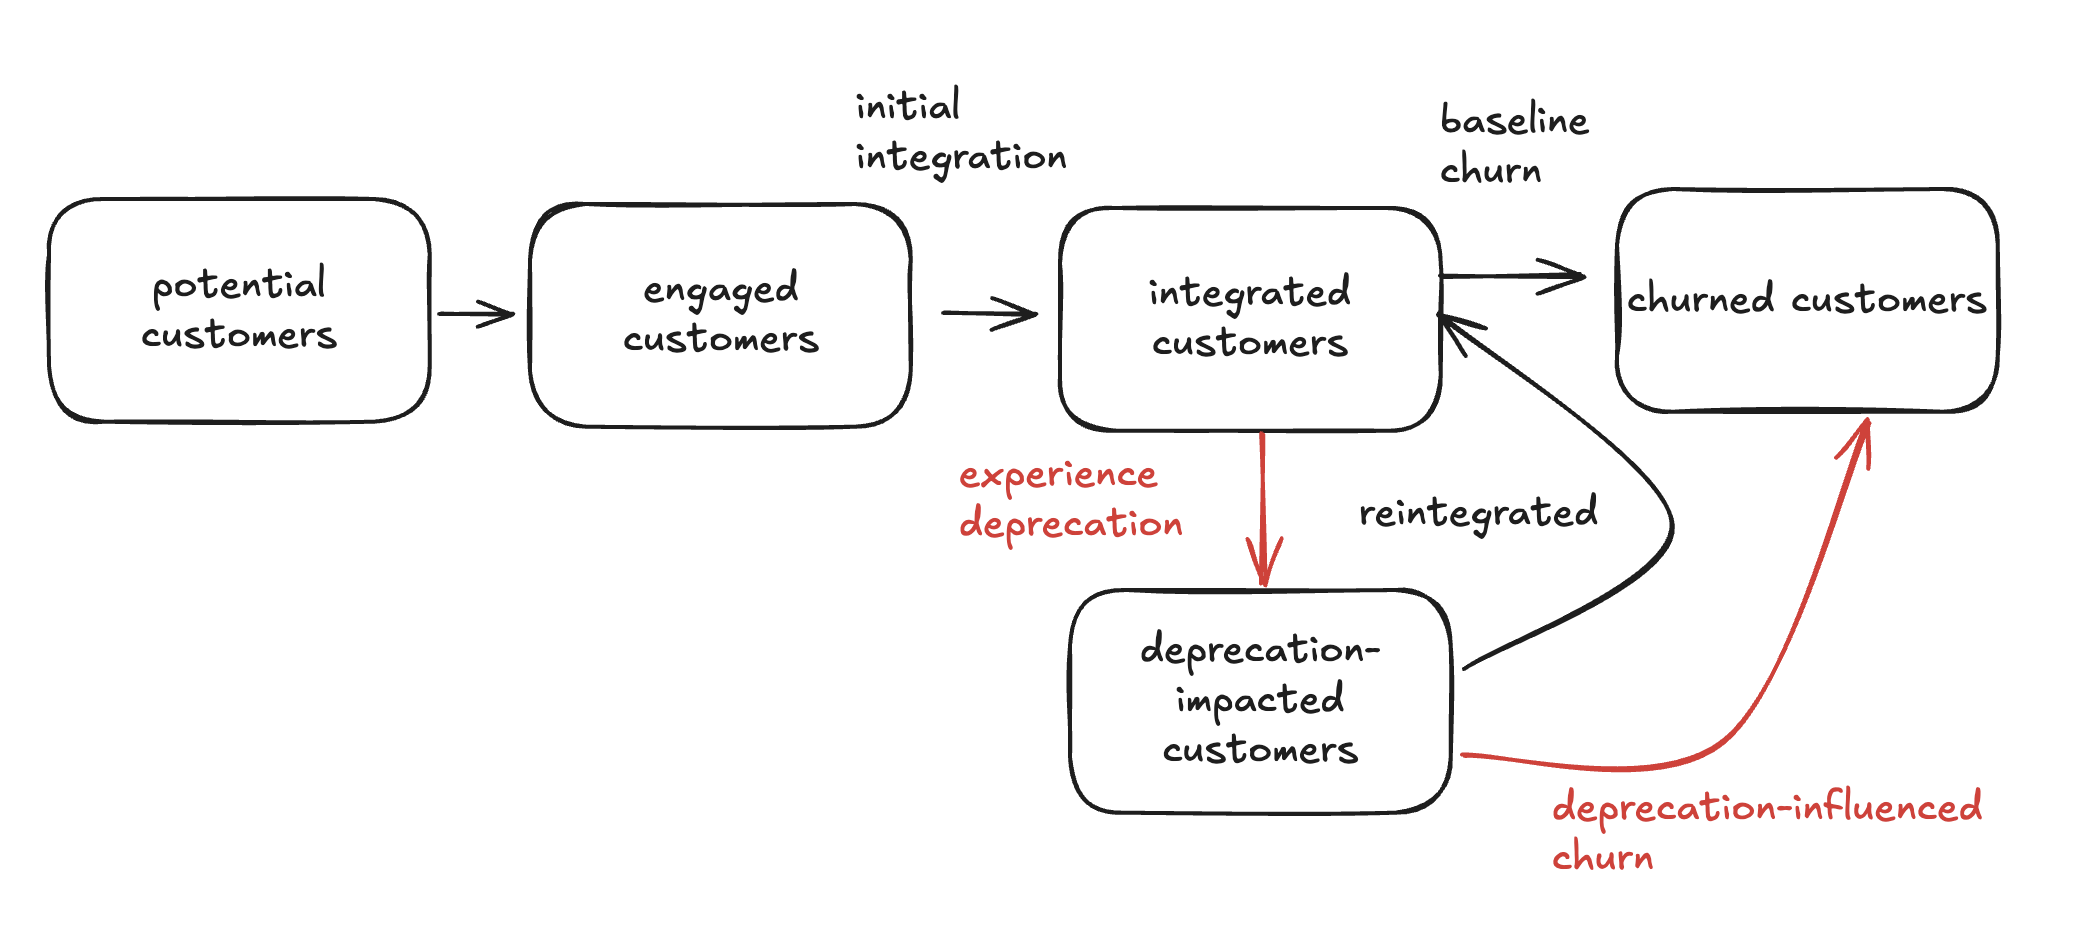 initial
integration
baseline
churn
potential
customers
engaged
customers
integrated
customers
churned customers
experience
deprecation
reintegrated
deprecation-
impacted
customers
deprecation-influenced
churn